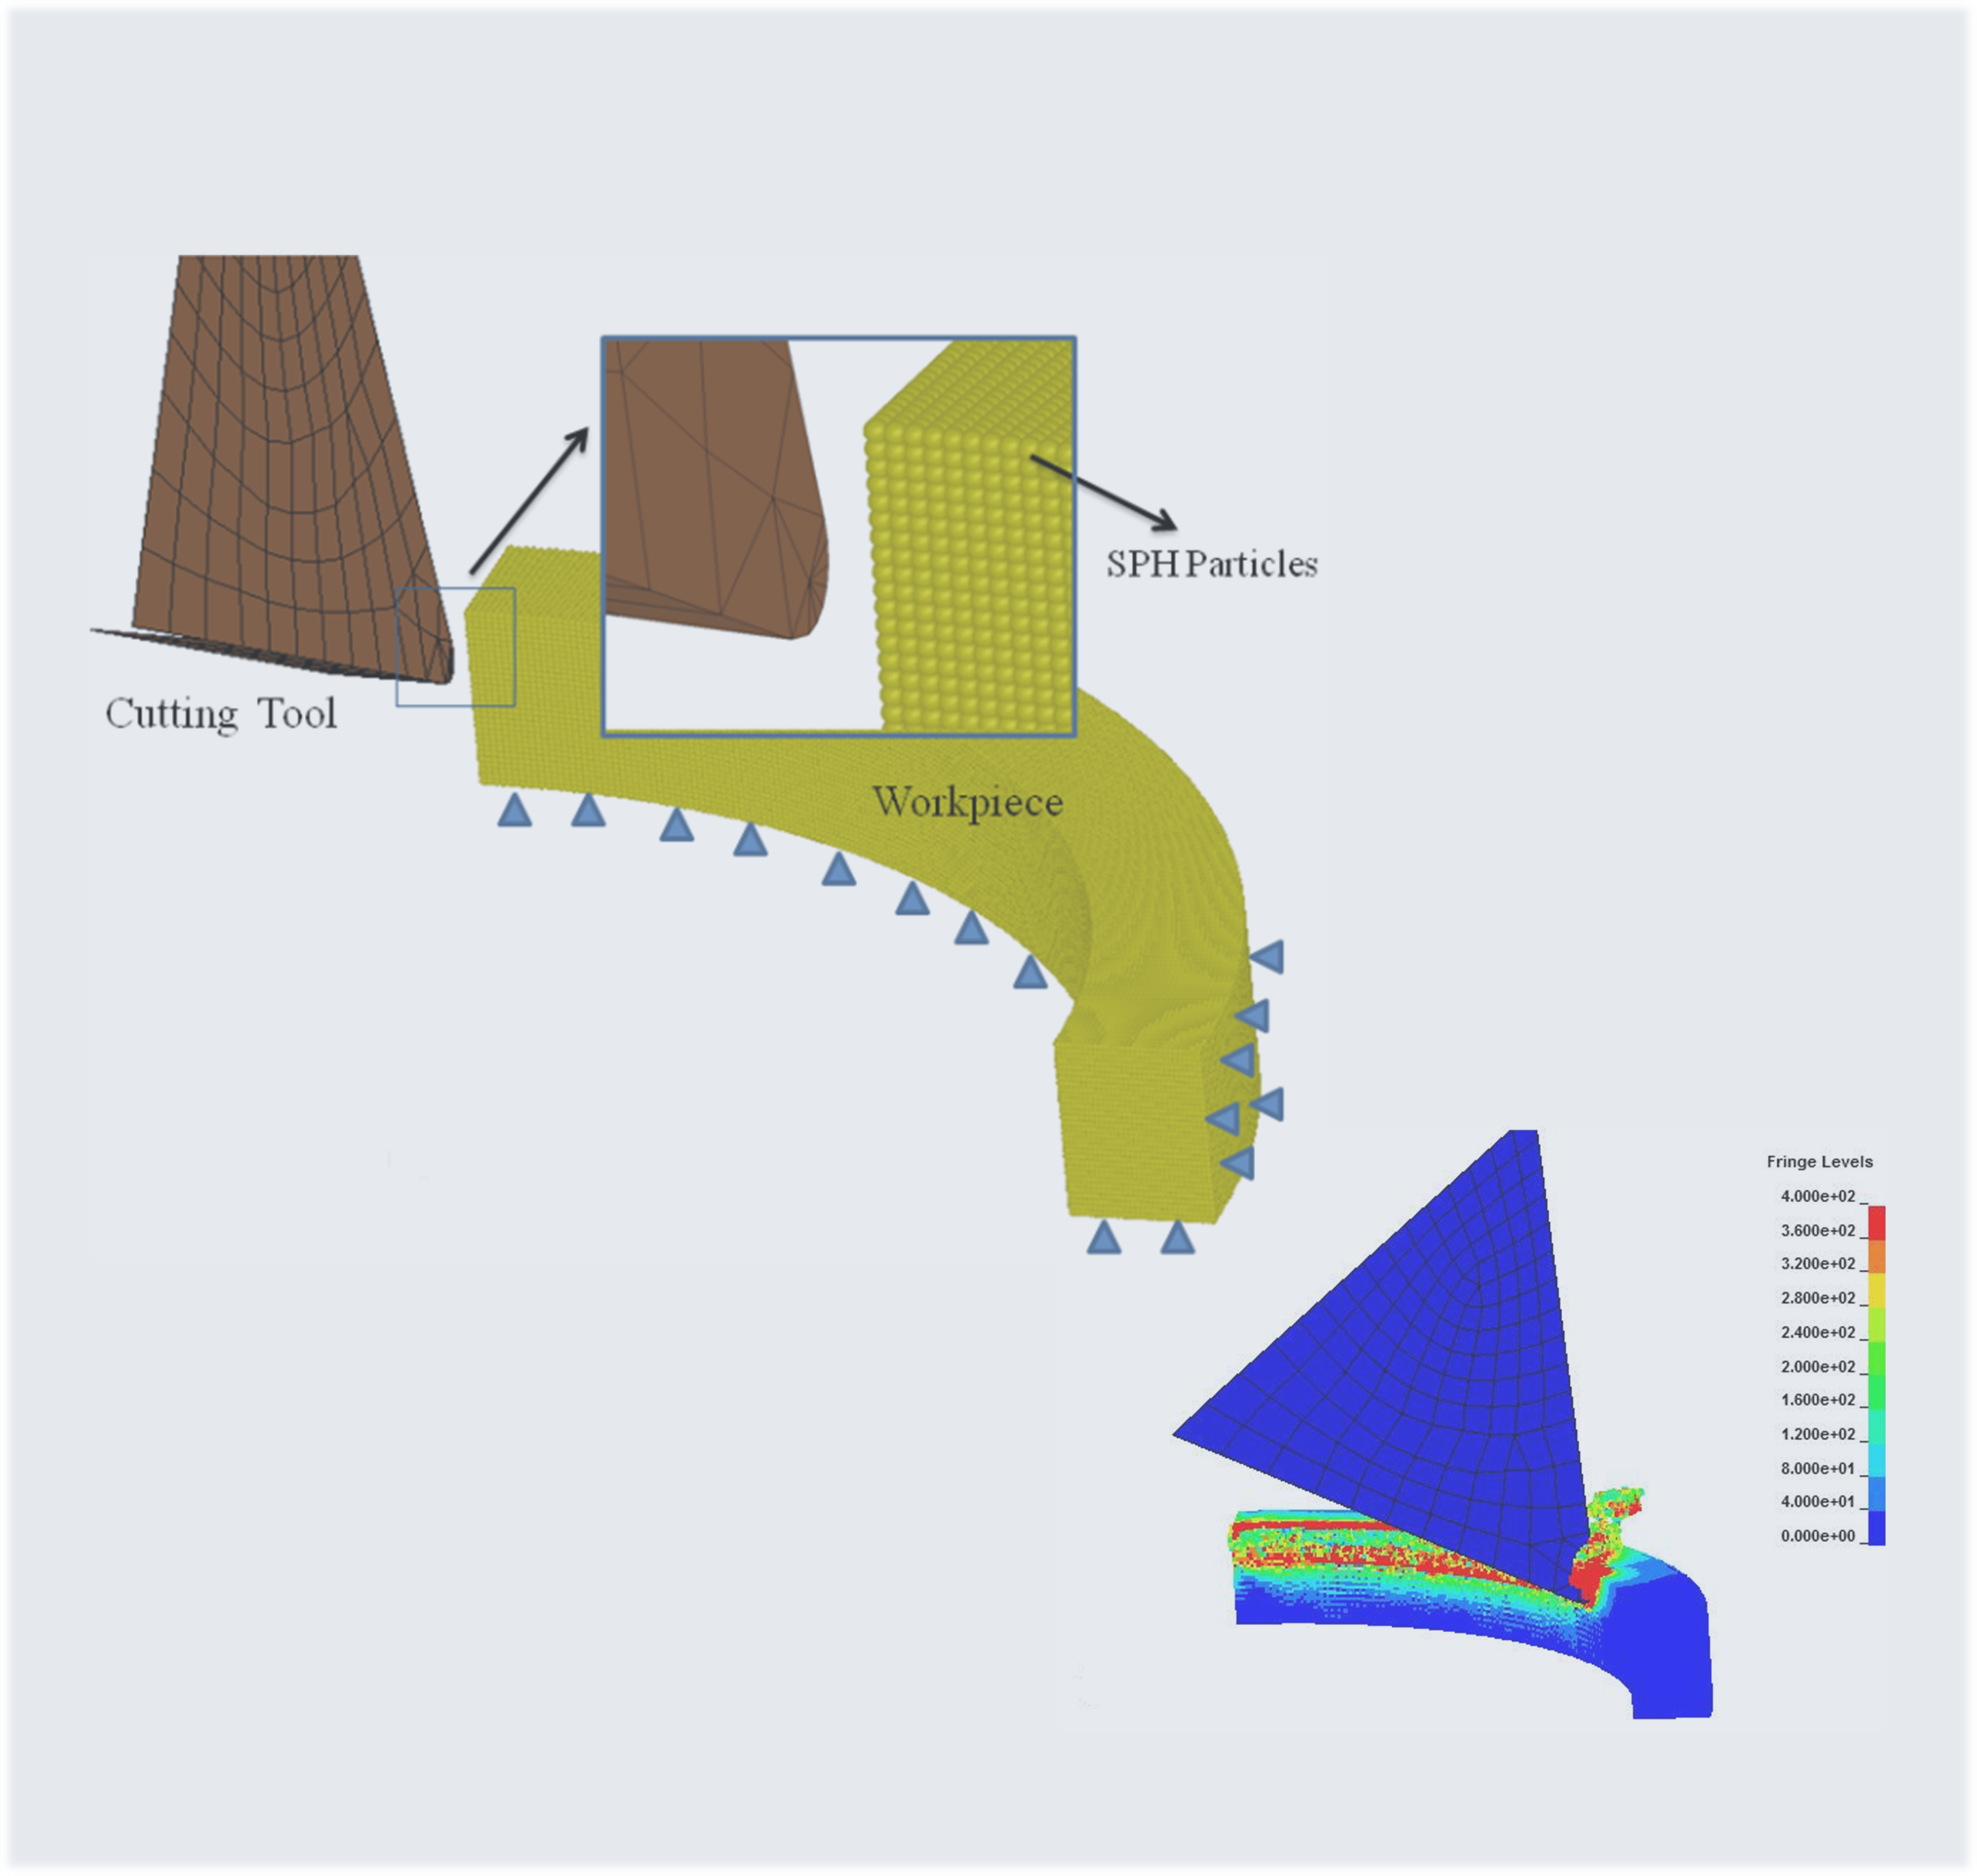 SPH Particles
Cutting Tool
Workpiece
Fringe Levels
4.000e+02
3.600e+02
3.200e+02
2.800e+02
2.400e+02
2.000e+02
1.600e+02
1.200e+02
8.000e+01
4.000e+01
0.000e+00